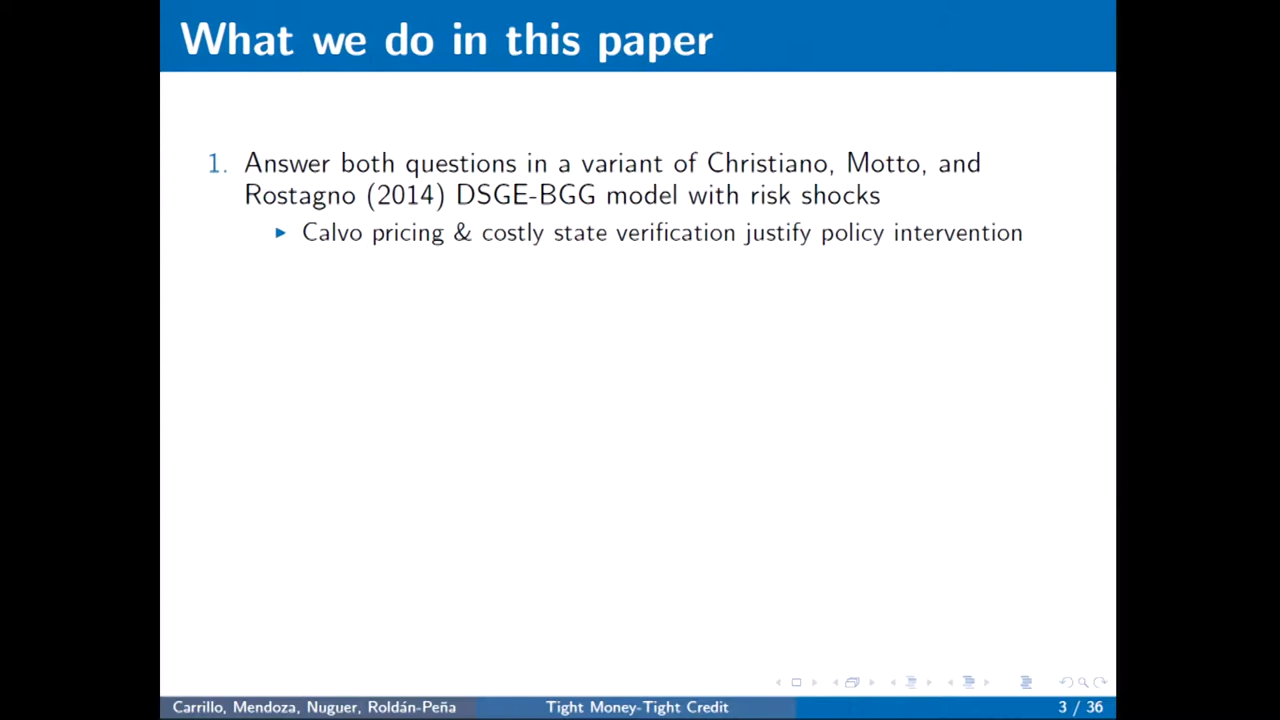 What we do in this paper
1. Answer both questions in a variant of Christiano, Motto, and
Rostagno (2014) DSGE-BGG model with risk shocks
▶ Calvo pricing & costly state verification justify policy intervention
Carrillo, Mendoza, Nuguer, Roldán-Peña Tight Money-Tight Credit 3 / 36